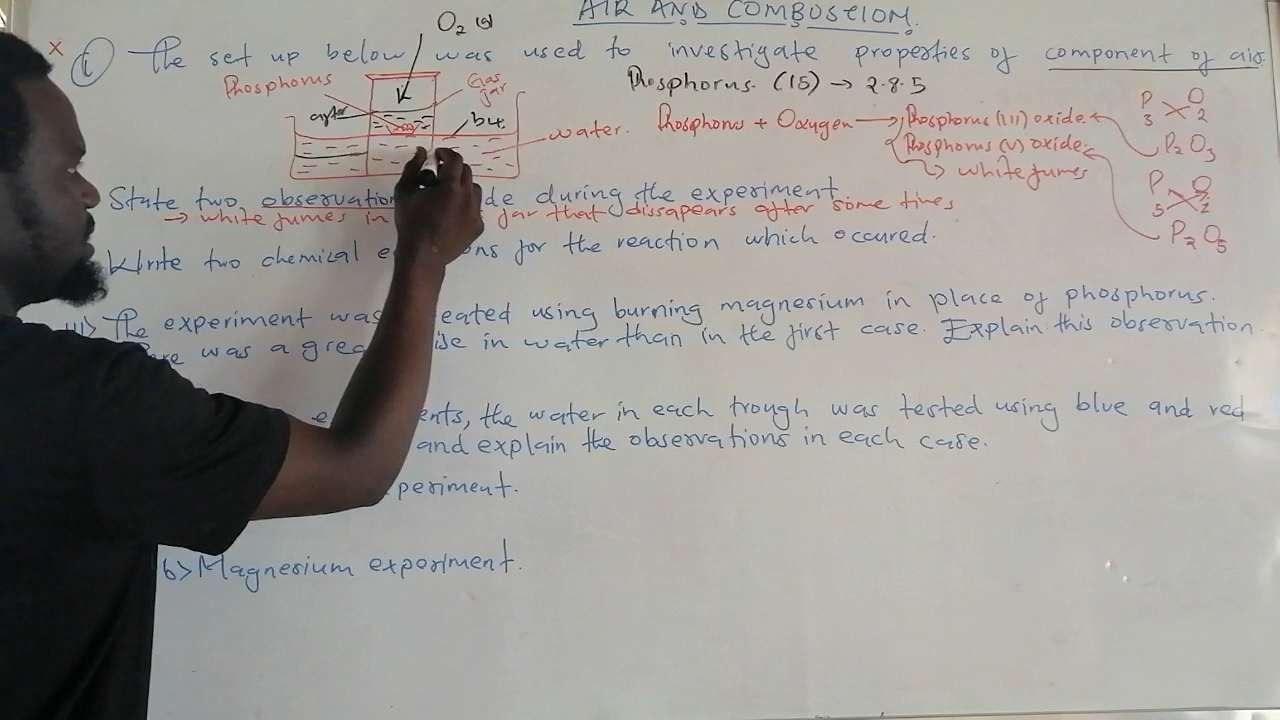 AIR AND COMBUSTION.
x (i) The set up below was used to investigate properties of component of air.
O2 (g)
Phosphorus
Gas jar
after
water.
Phosphorus (15) → 2.8.5
Phosphorus + Oxygen → Phosphorus (III) oxide
Phosphorus (V) oxide
→ white fumes
P O
3 2
P2O3
P O
5 2
P2O5
State two observation de during the experiment
→ white fumes in jar that dissapears after some times
Write two chemical ons for the reaction which occured.
The experiment was eated using burning magnesium in place of phosphorus.
was a grea in water than in the first case. Explain this observation.
ents, the water in each trough was tested using blue and red
and explain the observations in each case.
periment.
b> Magnesium experiment.